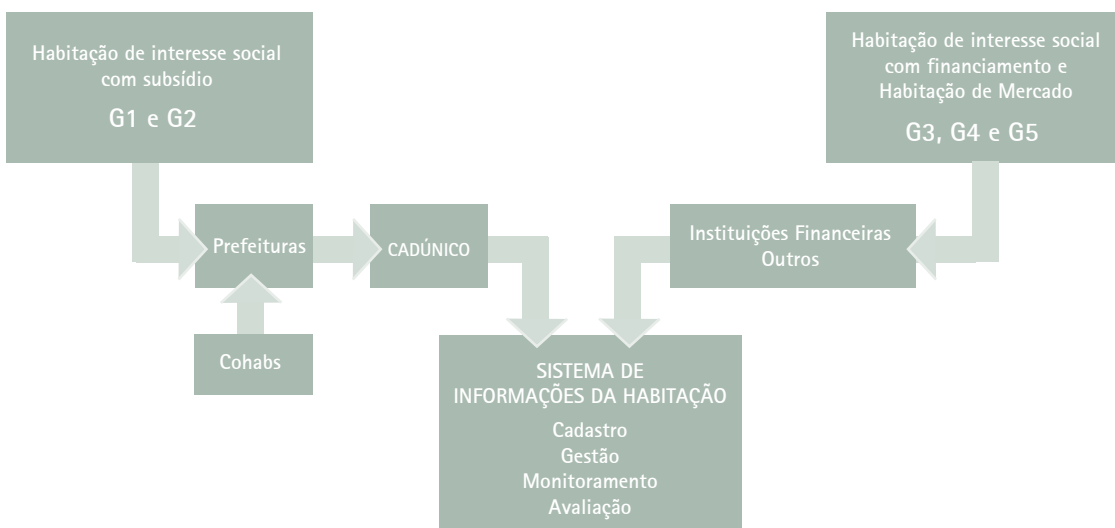 Habitação de interesse social
com subsídio
G1 e G2
Habitação de interesse social
com financiamento e
Habitação de Mercado
G3, G4 e G5
Prefeituras
CADÚNICO
Instituições Financeiras
Outros
Cohabs
SISTEMA DE
INFORMAÇÕES DA HABITAÇÃO
Cadastro
Gestão
Monitoramento
Avaliação